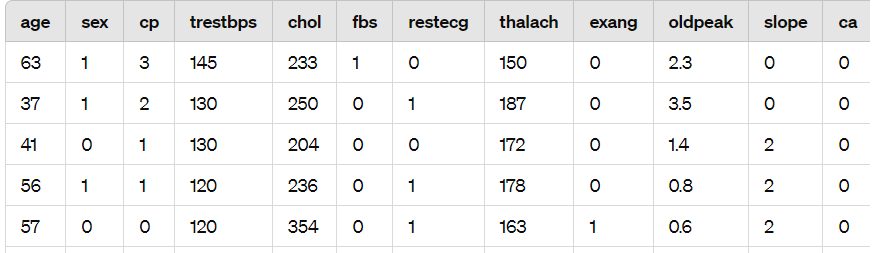 age sex cp trestbps chol fbs restecg thalach exang oldpeak slope ca
63 1 3 145 233 1 0 150 0 2.3 0 0
37 1 2 130 250 0 1 187 0 3.5 0 0
41 0 1 130 204 0 0 172 0 1.4 2 0
56 1 1 120 236 0 1 178 0 0.8 2 0
57 0 0 120 354 0 1 163 1 0.6 2 0